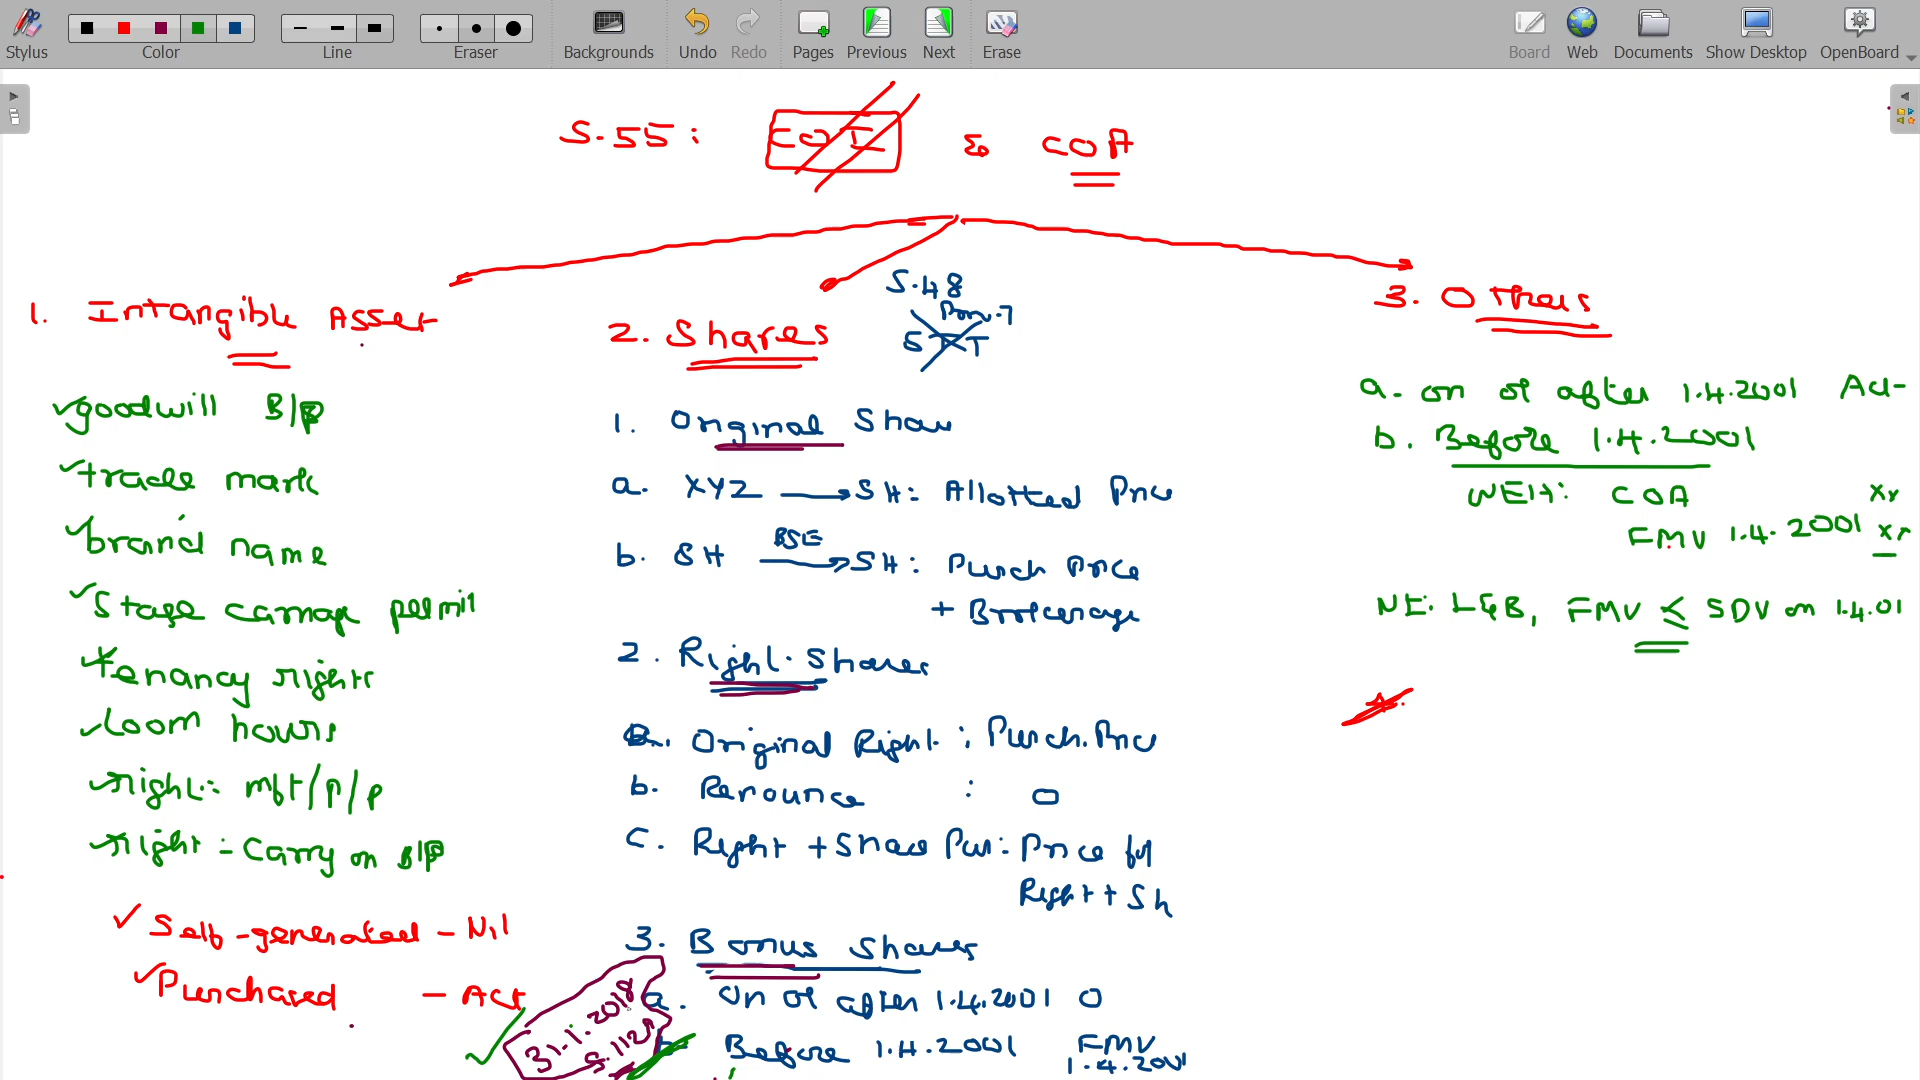 Stylus
Color
Line
Eraser
Backgrounds
Undo
Redo
Pages
Previous
Next
Erase
Board
Web
Documents
Show Desktop
OpenBoard
S.55: COI & COA
1. Intangible Asset
goodwill B/P
trade mark
brand name
Stage carriage permit
tenancy rights
loom hours
right: mft/P/P
right: Carry on B/P
Self-generated - Nil
Purchased - Act
S.48
STT
2. Shares
1. Original Share
a. XYZ → SH: Allotted Price
b. SH BSE → SH: Purch Price
+ Brokerage
2. Right Shares
a. Original Right: Purch. Price
b. Renounce : 0
c. Right + Share Pur: Price for
Right + Sh
3. Bonus Shares
a. On or after 1.4.2001 0
b. Before 1.4.2001 FMV
1.4.2001
31.1.2018
3. Others
a. on or after 1.4.2001 Act
b. Before 1.4.2001
WEH: COA xx
FMV 1.4.2001 xx
NE: L&B, FMV ≤ SDV on 1.4.01